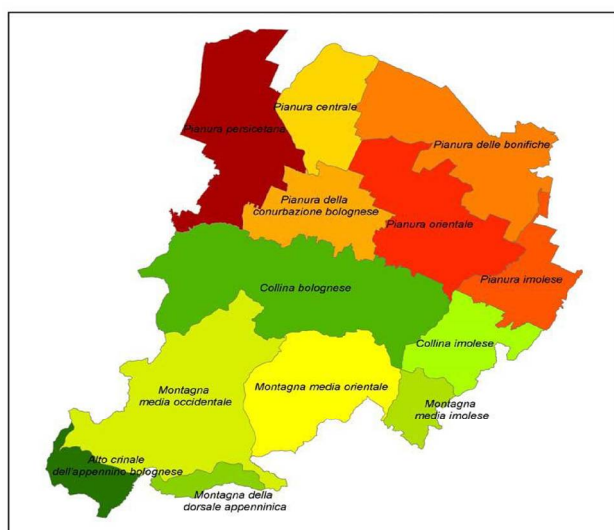 Pianura centrale
Pianura persicetana
Pianura delle bonifiche
Pianura della
conurbazione bolognese
Pianura orientale
Pianura imolese
Collina bolognese
Collina imolese
Montagna
media occidentale
Montagna media orientale
Montagna
media imolese
Alto crinale
dell'appennino bolognese
Montagna della
dorsale appenninica